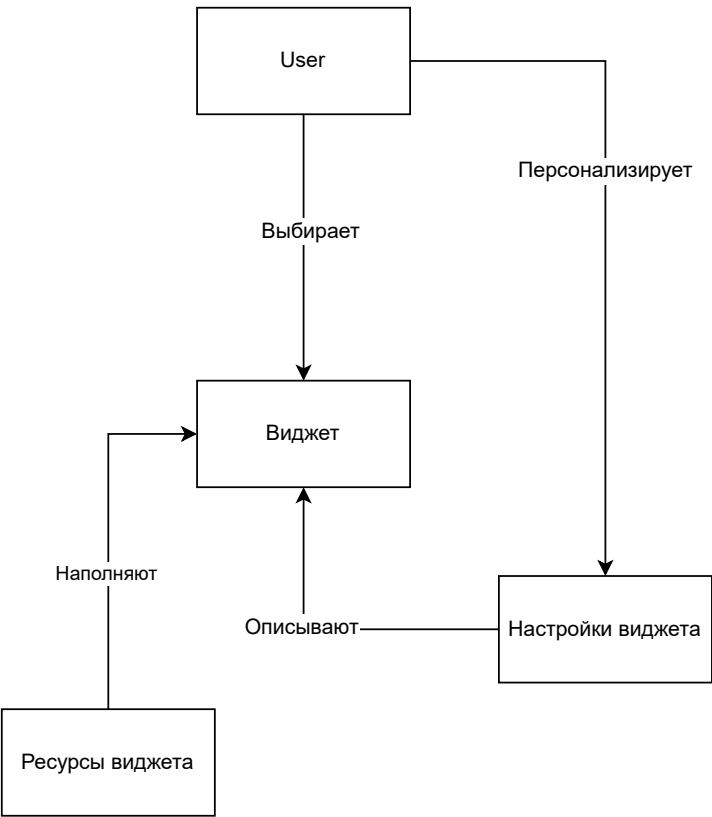 User
Персонализирует
Выбирает
Виджет
Наполняют
Описывают
Настройки виджета
Ресурсы виджета